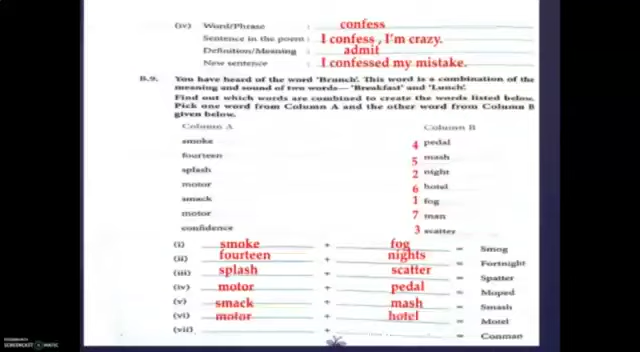 (iv) Word/Phrase : confess
Sentence in the poem : I confess , I'm crazy.
Definition/Meaning : admit
New sentence : I confessed my mistake.
B.9. You have heard of the word 'Brunch'. This word is a combination of the
meaning and sound of two words— 'Breakfast' and 'Lunch'.
Find out which words are combined to create the words listed below.
Pick one word from Column A and the other word from Column B
given below.
Column A Column B
smoke 4 pedal
fourteen 5 mash
splash 2 night
motor 6 hotel
smack 1 fog
motor 7 man
confidence 3 scatter
(i) smoke + fog = Smog
(ii) fourteen + nights = Fortnight
(iii) splash + scatter = Spatter
(iv) motor + pedal = Moped
(v) smack + mash = Smash
(vi) motor + hotel = Motel
(vii) + = Conman
SCREENCAST MATIC